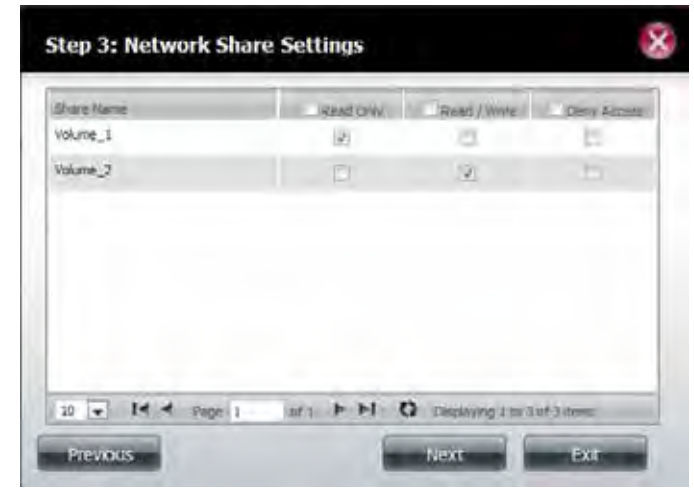 Step 3: Network Share Settings
Share Name Read Only Read / Write Deny Access
Volume_1
Volume_2
10 Page 1 of 1 Displaying 1 to 3 of 3 items
Previous Next Exit